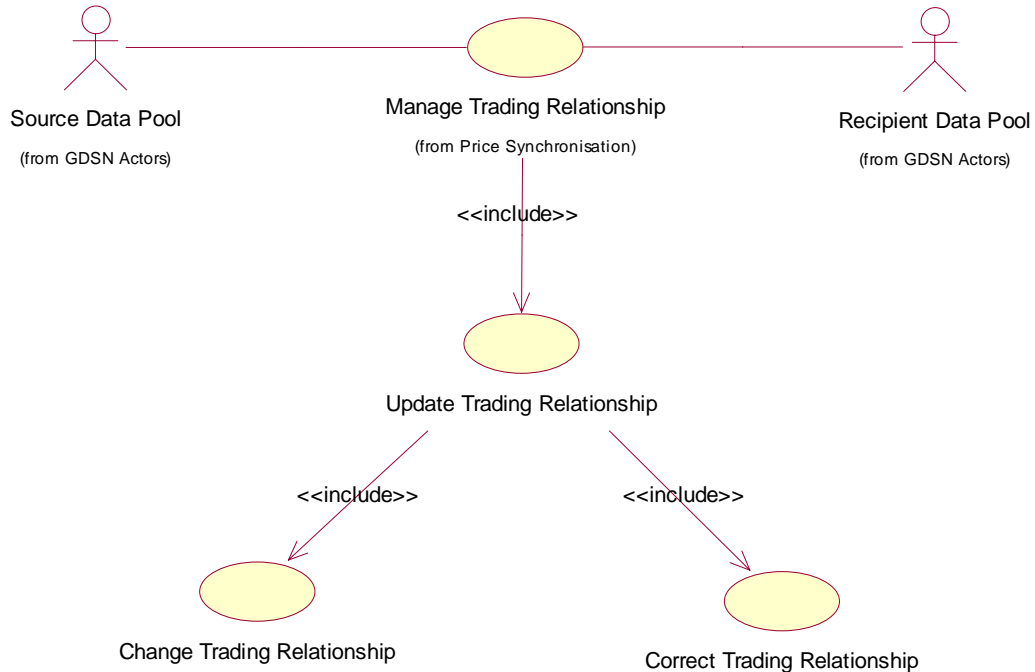 Source Data Pool
(from GDSN Actors)
Manage Trading Relationship
(from Price Synchronisation)
Recipient Data Pool
(from GDSN Actors)
<<include>>
Update Trading Relationship
<<include>>
<<include>>
Change Trading Relationship
Correct Trading Relationship